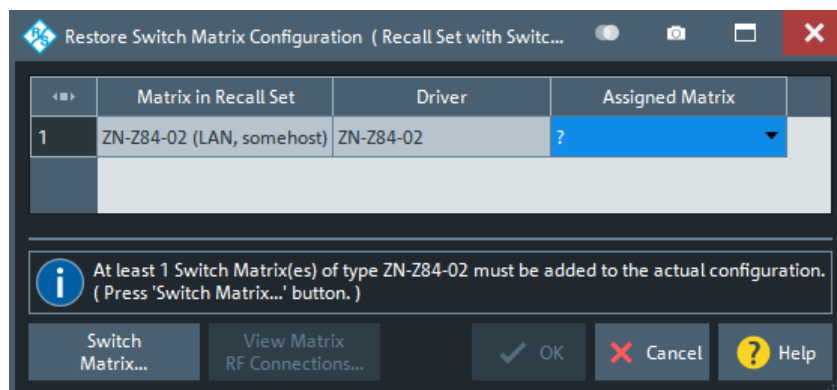 Restore Switch Matrix Configuration ( Recall Set with Switc...
Matrix in Recall Set Driver Assigned Matrix
1 ZN-Z84-02 (LAN, somehost) ZN-Z84-02 ?
At least 1 Switch Matrix(es) of type ZN-Z84-02 must be added to the actual configuration.
( Press 'Switch Matrix...' button. )
Switch
Matrix...
View Matrix
RF Connections...
OK
Cancel
? Help